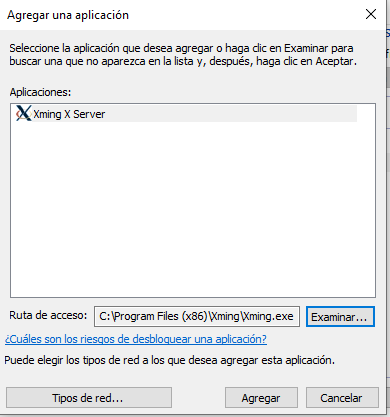 Agregar una aplicación
Seleccione la aplicación que desea agregar o haga clic en Examinar para
buscar una que no aparezca en la lista y, después, haga clic en Aceptar.
Aplicaciones:
Xming X Server
Ruta de acceso:
C:\Program Files (x86)\Xming\Xming.exe
Examinar...
¿Cuáles son los riesgos de desbloquear una aplicación?
Puede elegir los tipos de red a los que desea agregar esta aplicación.
Tipos de red...
Agregar
Cancelar